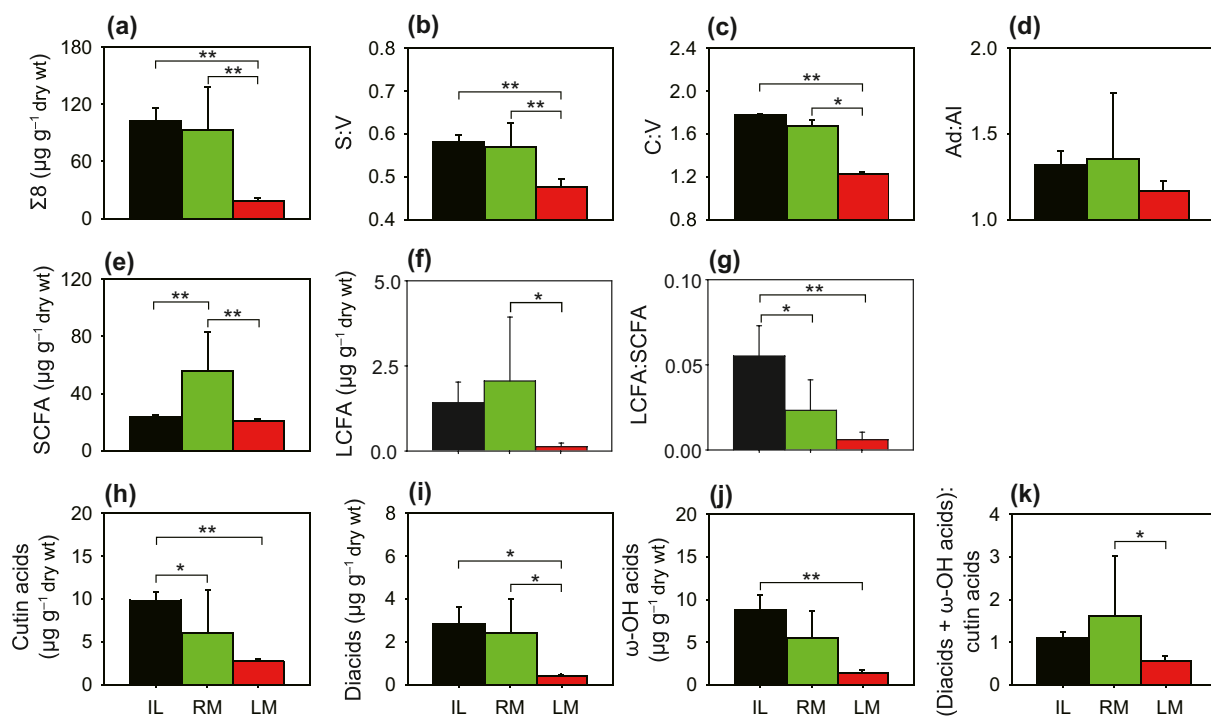 (a)
180
120
60
0
Σ8 (µg g⁻¹ dry wt)
**
**
(b)
0.8
0.6
0.5
0.4
S:V
**
**
(c)
2.4
2.0
1.6
1.2
0.8
C:V
**
*
(d)
2.0
1.5
1.0
Ad:Al
(e)
120
80
40
20
0
SCFA (µg g⁻¹ dry wt)
**
**
(f)
5.0
2.5
0.0
LCFA (µg g⁻¹ dry wt)
*
(g)
0.10
0.05
0.00
LCFA:SCFA
**
*
(h)
20
15
10
5
0
Cutin acids
(µg g⁻¹ dry wt)
**
*
IL RM LM
(i)
8
6
4
2
0
Diacids (µg g⁻¹ dry wt)
*
*
IL RM LM
(j)
20
15
10
5
0
ω-OH acids
(µg g⁻¹ dry wt)
**
IL RM LM
(k)
4
3
2
1
0
(Diacids + ω-OH acids):
cutin acids
*
IL RM LM